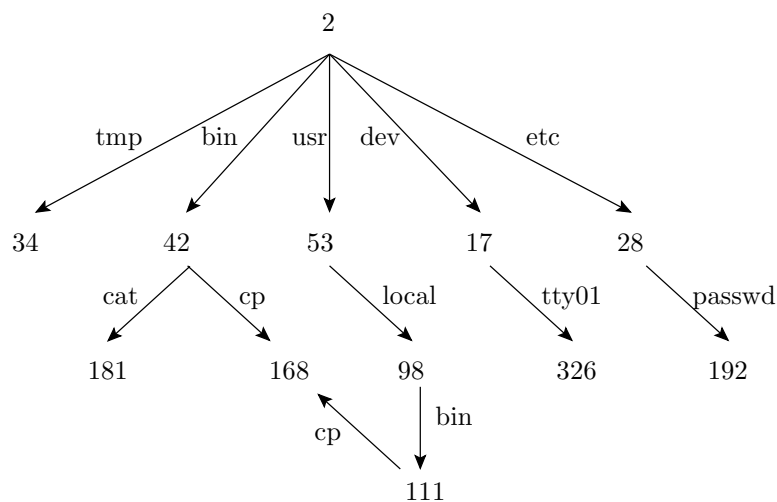 2
tmp bin usr dev etc
34 42 53 17 28
cat cp local tty01 passwd
181 168 98 326 192
cp bin
111